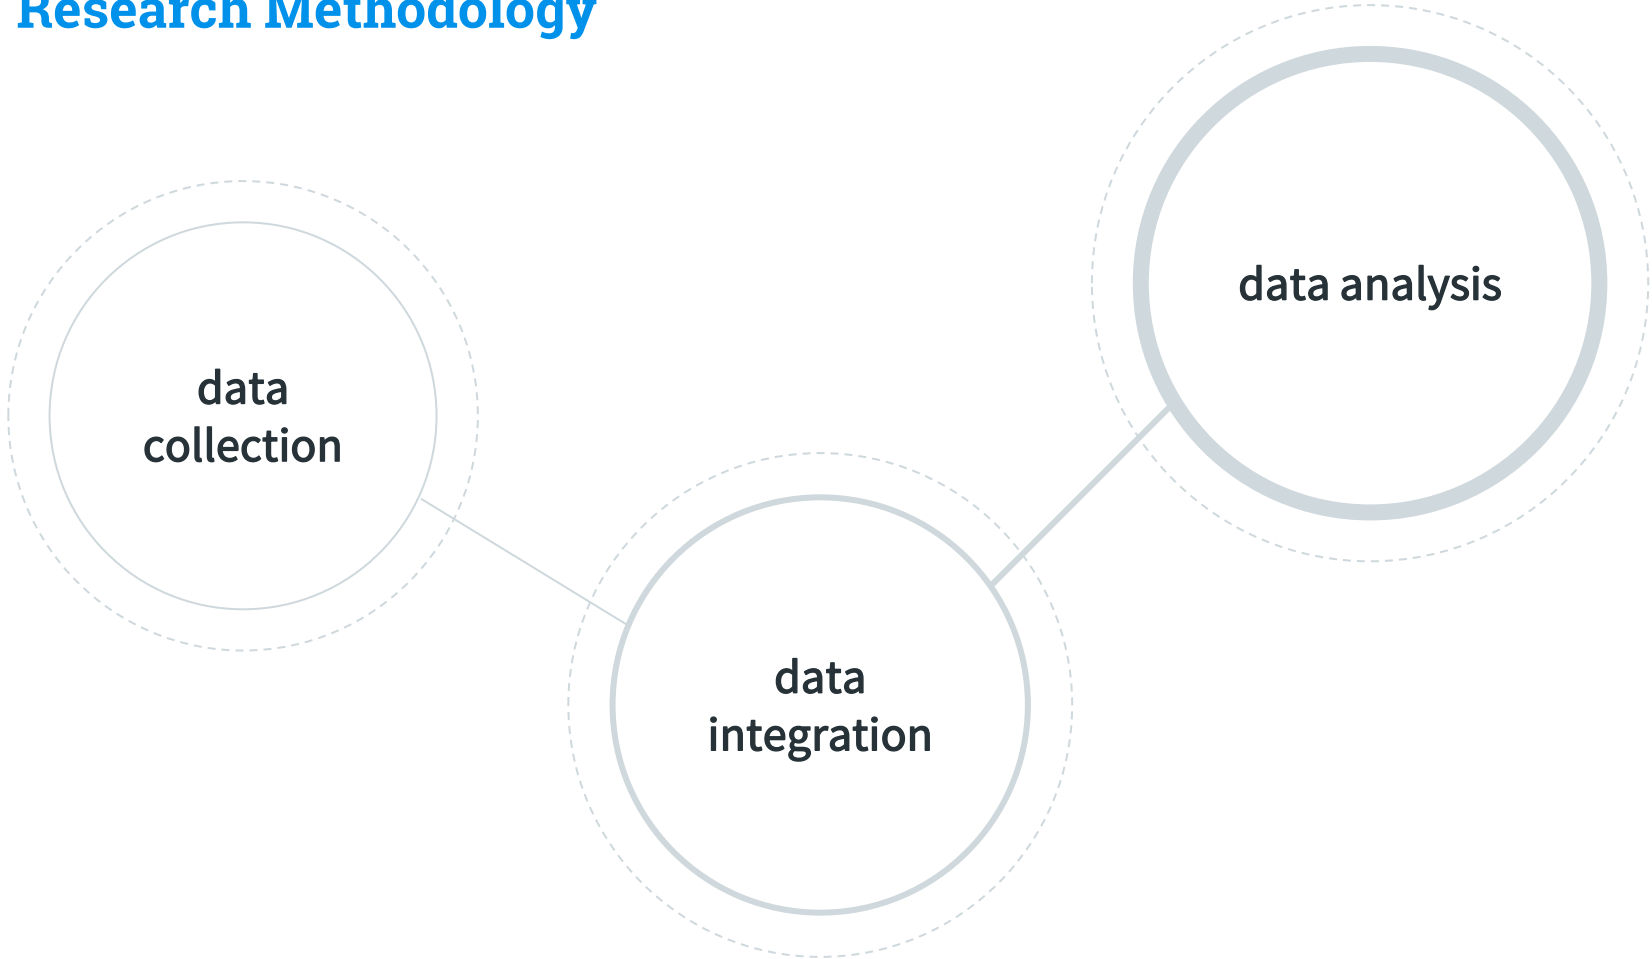 Research Methodology
data
collection
data
integration
data analysis